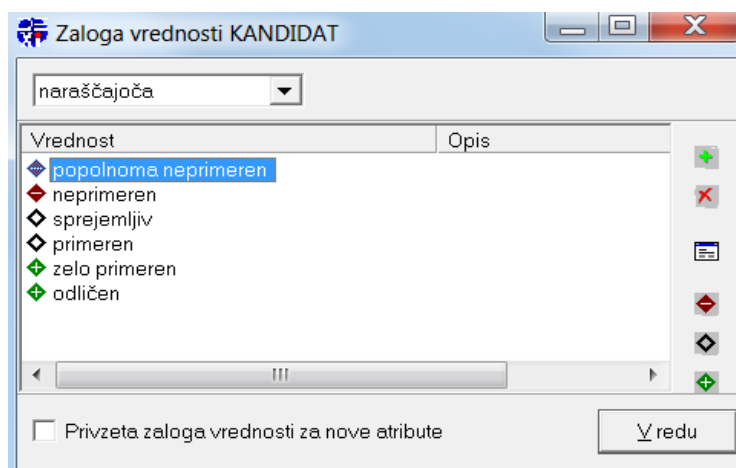 Zaloga vrednosti KANDIDAT
naraščajoča
Vrednost Opis
popolnoma neprimeren
neprimeren
sprejemljiv
primeren
zelo primeren
odličen
Privzeta zaloga vrednosti za nove atribute
V redu